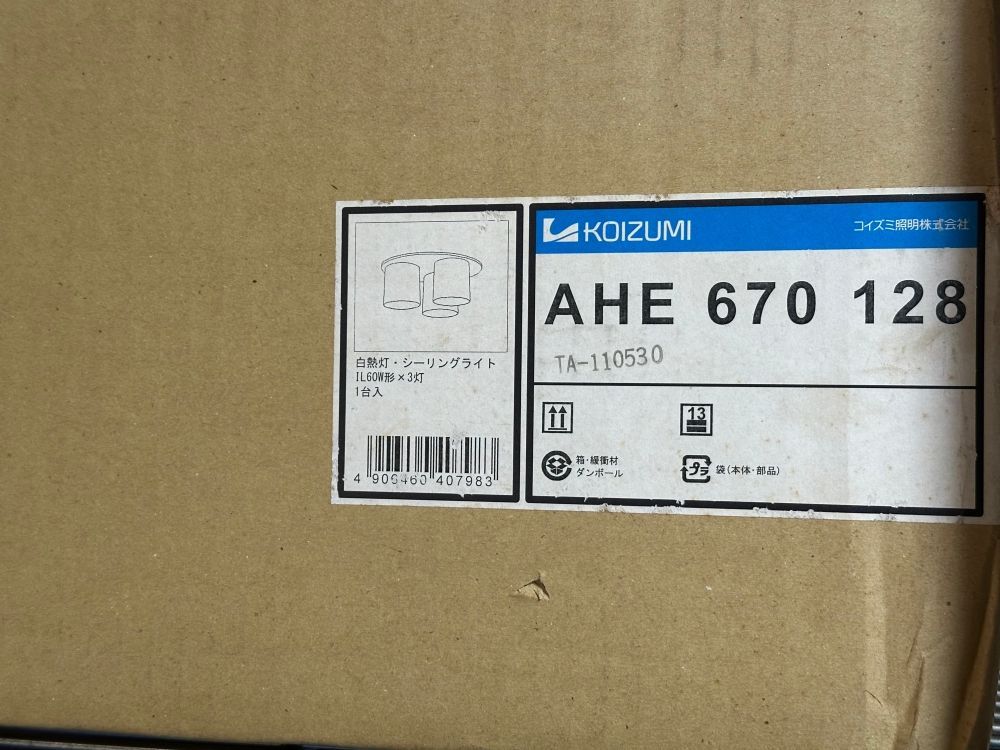 白熱灯・シーリングライト
IL60W形×3灯
1台入
4 906460 407983
KOIZUMI
コイズミ照明株式会社
AHE 670 128
TA-110530
13
箱・緩衝材
ダンボール
プラ
袋(本体・部品)